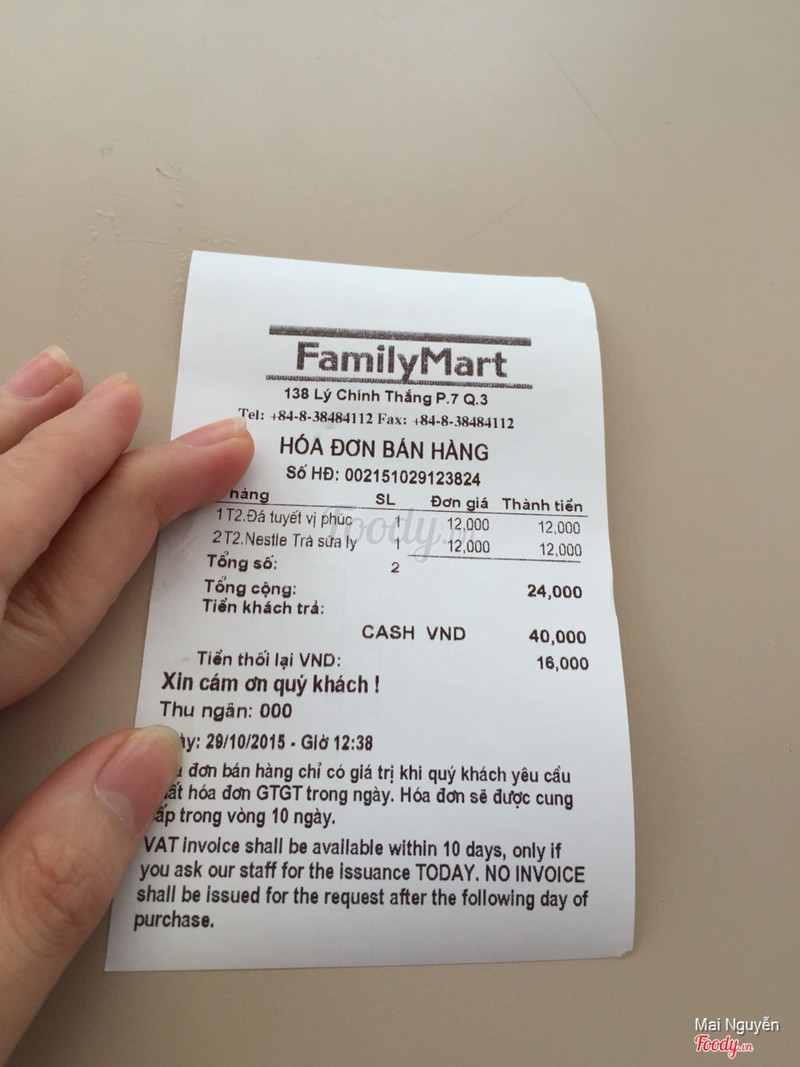 FamilyMart
138 Lý Chính Thắng P.7 Q.3
Tel: +84-8-38484112 Fax: +84-8-38484112
HÓA ĐƠN BÁN HÀNG
Số HĐ: 002151029123824
hàng SL Đơn giá Thành tiền
1 T2.Đá tuyết vị phúc 1 12,000 12,000
2 T2.Nestle Trà sữa ly 1 12,000 12,000
Tổng số: 2
Tổng cộng: 24,000
Tiền khách trả:
CASH VND 40,000
Tiền thối lại VND: 16,000
Xin cám ơn quý khách !
Thu ngân: 000
29/10/2015 - Giờ 12:38
đơn bán hàng chỉ có giá trị khi quý khách yêu cầu
hóa đơn GTGT trong ngày. Hóa đơn sẽ được cung
trong vòng 10 ngày.
VAT invoice shall be available within 10 days, only if
you ask our staff for the issuance TODAY. NO INVOICE
shall be issued for the request after the following day of
purchase.
Foody.vn
Mai Nguyễn
Foody.vn